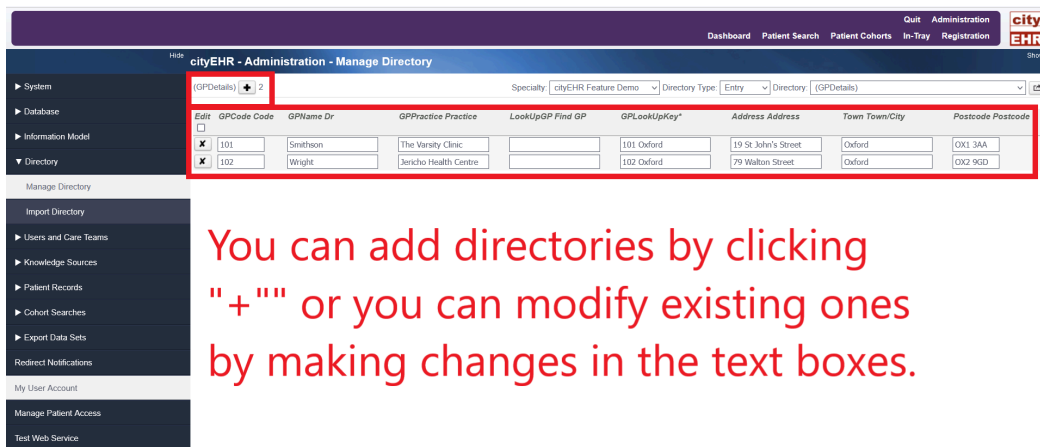 Quit Administration
Dashboard Patient Search Patient Cohorts In-Tray Registration
city
EHR
Hide
cityEHR - Administration - Manage Directory
▶ System
▶ Database
▶ Information Model
▼ Directory
Manage Directory
Import Directory
▶ Users and Care Teams
▶ Knowledge Sources
▶ Patient Records
▶ Cohort Searches
▶ Export Data Sets
Redirect Notifications
My User Account
Manage Patient Access
Test Web Service
(GPDetails) + 2
Specialty: cityEHR Feature Demo Directory Type: Entry Directory: (GPDetails)
Edit GPCode Code GPName Dr GPPractice Practice LookUpGP Find GP GPLookUpKey* Address Address Town Town/City Postcode Postcode
✘ 101 Smithson The Varsity Clinic 101 Oxford 19 St John's Street Oxford OX1 3AA
✘ 102 Wright Jericho Health Centre 102 Oxford 79 Walton Street Oxford OX2 9GD
You can add directories by clicking
"+"" or you can modify existing ones
by making changes in the text boxes.